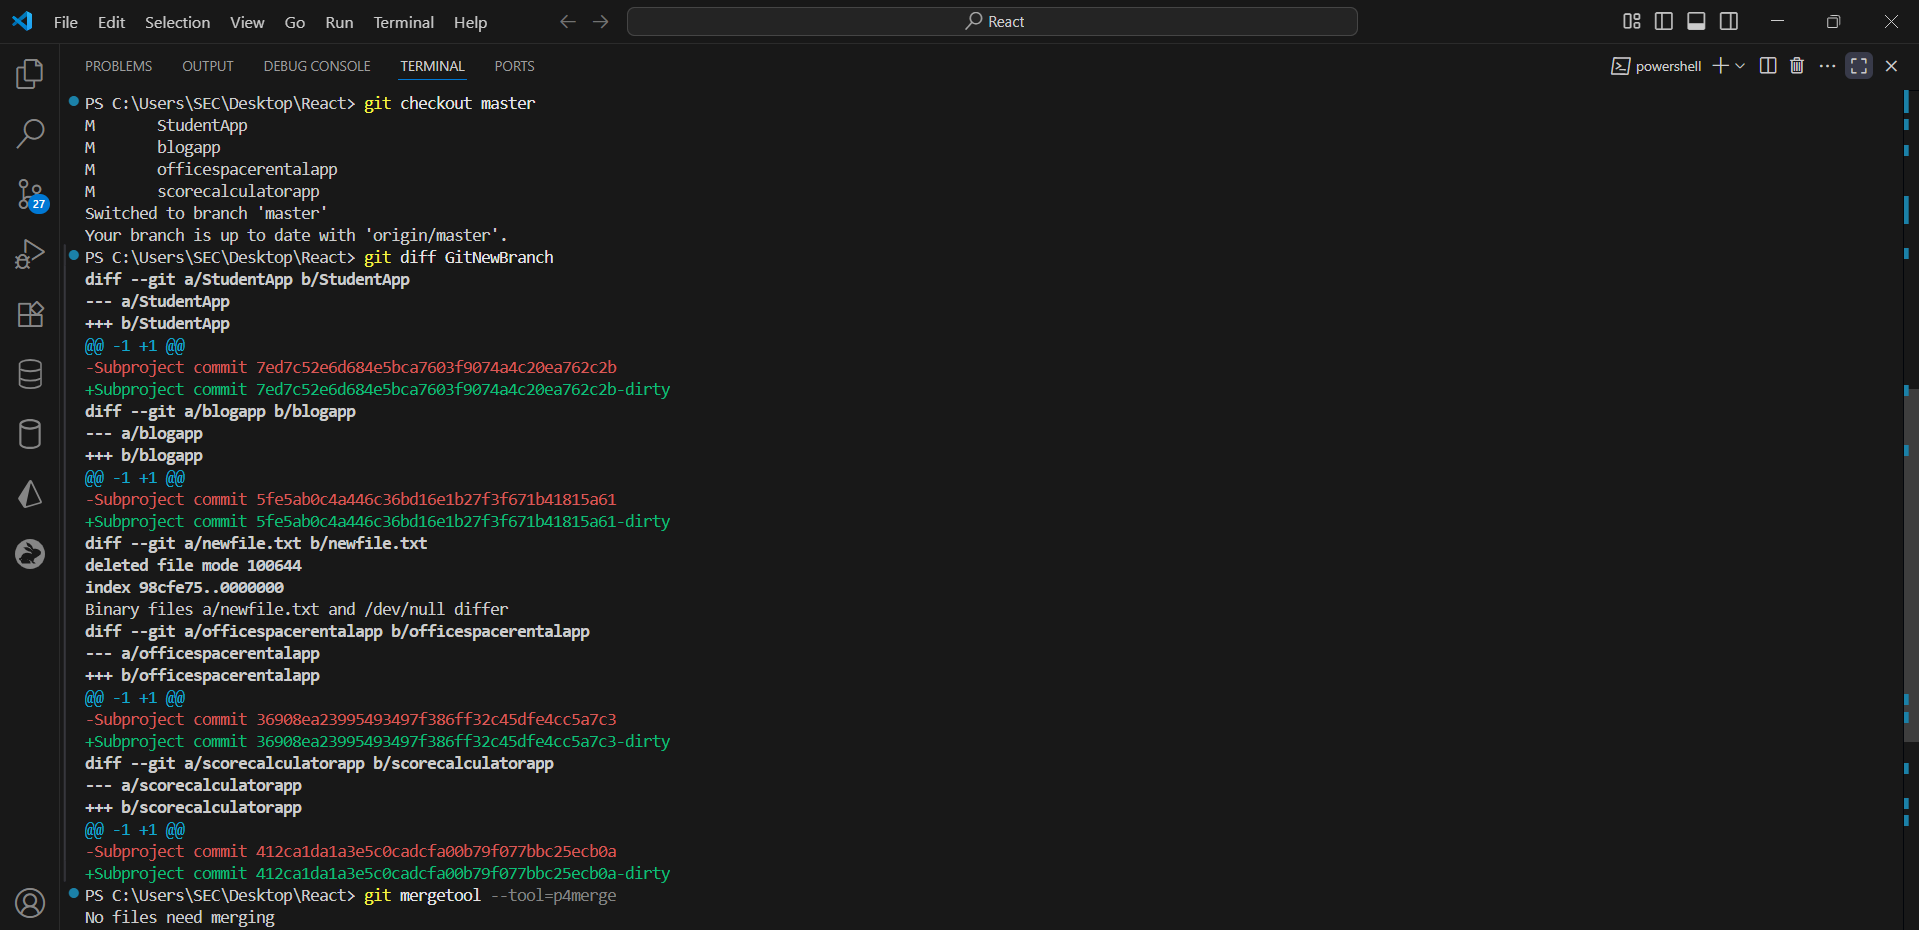 File Edit Selection View Go Run Terminal Help
React
PROBLEMS OUTPUT DEBUG CONSOLE TERMINAL PORTS
powershell
PS C:\Users\SEC\Desktop\React> git checkout master
M StudentApp
M blogapp
M officespacerentalapp
M scorecalculatorapp
Switched to branch 'master'
Your branch is up to date with 'origin/master'.
PS C:\Users\SEC\Desktop\React> git diff GitNewBranch
diff --git a/StudentApp b/StudentApp
--- a/StudentApp
+++ b/StudentApp
@@ -1 +1 @@
-Subproject commit 7ed7c52e6d684e5bca7603f9074a4c20ea762c2b
+Subproject commit 7ed7c52e6d684e5bca7603f9074a4c20ea762c2b-dirty
diff --git a/blogapp b/blogapp
--- a/blogapp
+++ b/blogapp
@@ -1 +1 @@
-Subproject commit 5fe5ab0c4a446c36bd16e1b27f3f671b41815a61
+Subproject commit 5fe5ab0c4a446c36bd16e1b27f3f671b41815a61-dirty
diff --git a/newfile.txt b/newfile.txt
deleted file mode 100644
index 98cfe75..0000000
Binary files a/newfile.txt and /dev/null differ
diff --git a/officespacerentalapp b/officespacerentalapp
--- a/officespacerentalapp
+++ b/officespacerentalapp
@@ -1 +1 @@
-Subproject commit 36908ea23995493497f386ff32c45dfe4cc5a7c3
+Subproject commit 36908ea23995493497f386ff32c45dfe4cc5a7c3-dirty
diff --git a/scorecalculatorapp b/scorecalculatorapp
--- a/scorecalculatorapp
+++ b/scorecalculatorapp
@@ -1 +1 @@
-Subproject commit 412ca1da1a3e5c0cadcfa00b79f077bbc25ecb0a
+Subproject commit 412ca1da1a3e5c0cadcfa00b79f077bbc25ecb0a-dirty
PS C:\Users\SEC\Desktop\React> git mergetool --tool=p4merge
No files need merging
27